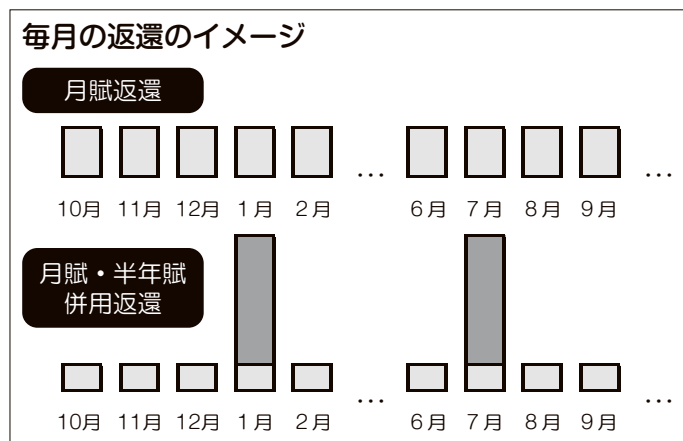 毎月の返還のイメージ
月賦返還
10月 11月 12月 1月 2月 … 6月 7月 8月 9月 …
月賦・半年賦
併用返還
10月 11月 12月 1月 2月 … 6月 7月 8月 9月 …